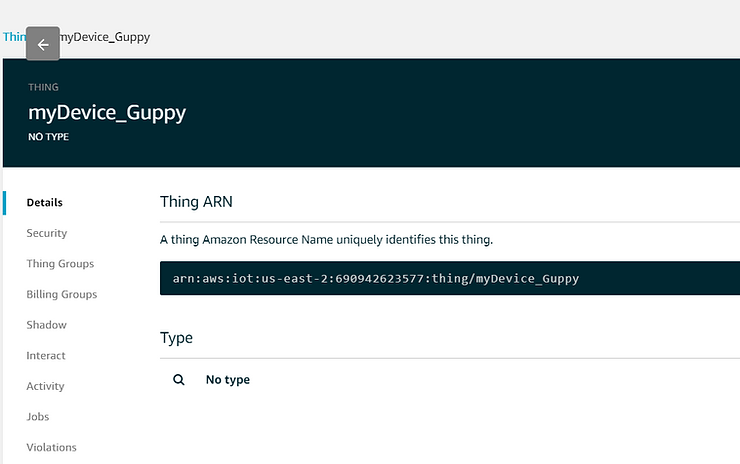 Thin myDevice_Guppy
THING
myDevice_Guppy
NO TYPE
Details
Security
Thing Groups
Billing Groups
Shadow
Interact
Activity
Jobs
Violations
Thing ARN
A thing Amazon Resource Name uniquely identifies this thing.
arn:aws:iot:us-east-2:690942623577:thing/myDevice_Guppy
Type
No type